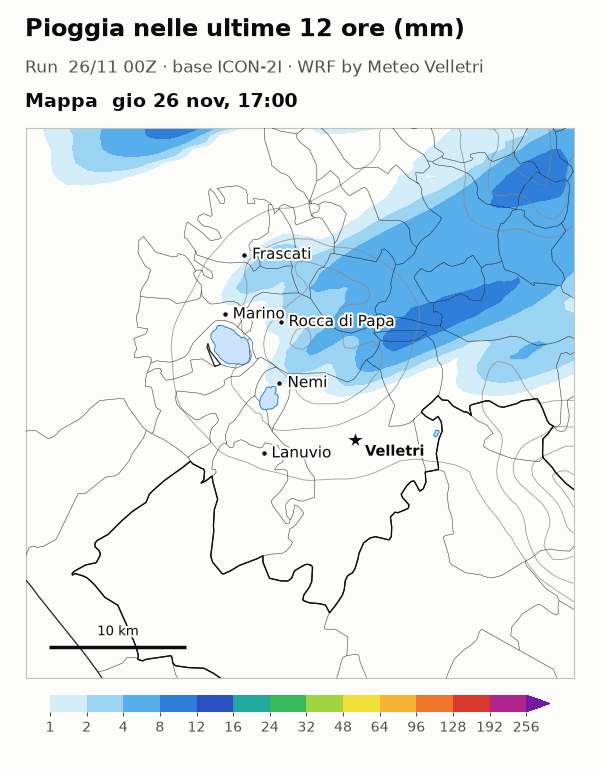 Pioggia nelle ultime 12 ore (mm)
Run  26/11 00Z · base ICON-2I · WRF by Meteo Velletri
Mappa  gio 26 nov, 17:00
Frascati
Marino
Rocca di Papa
Nemi
Velletri
Lanuvio
10 km
1 2 4 8 12 16 24 32 48 64 96 128 192 256